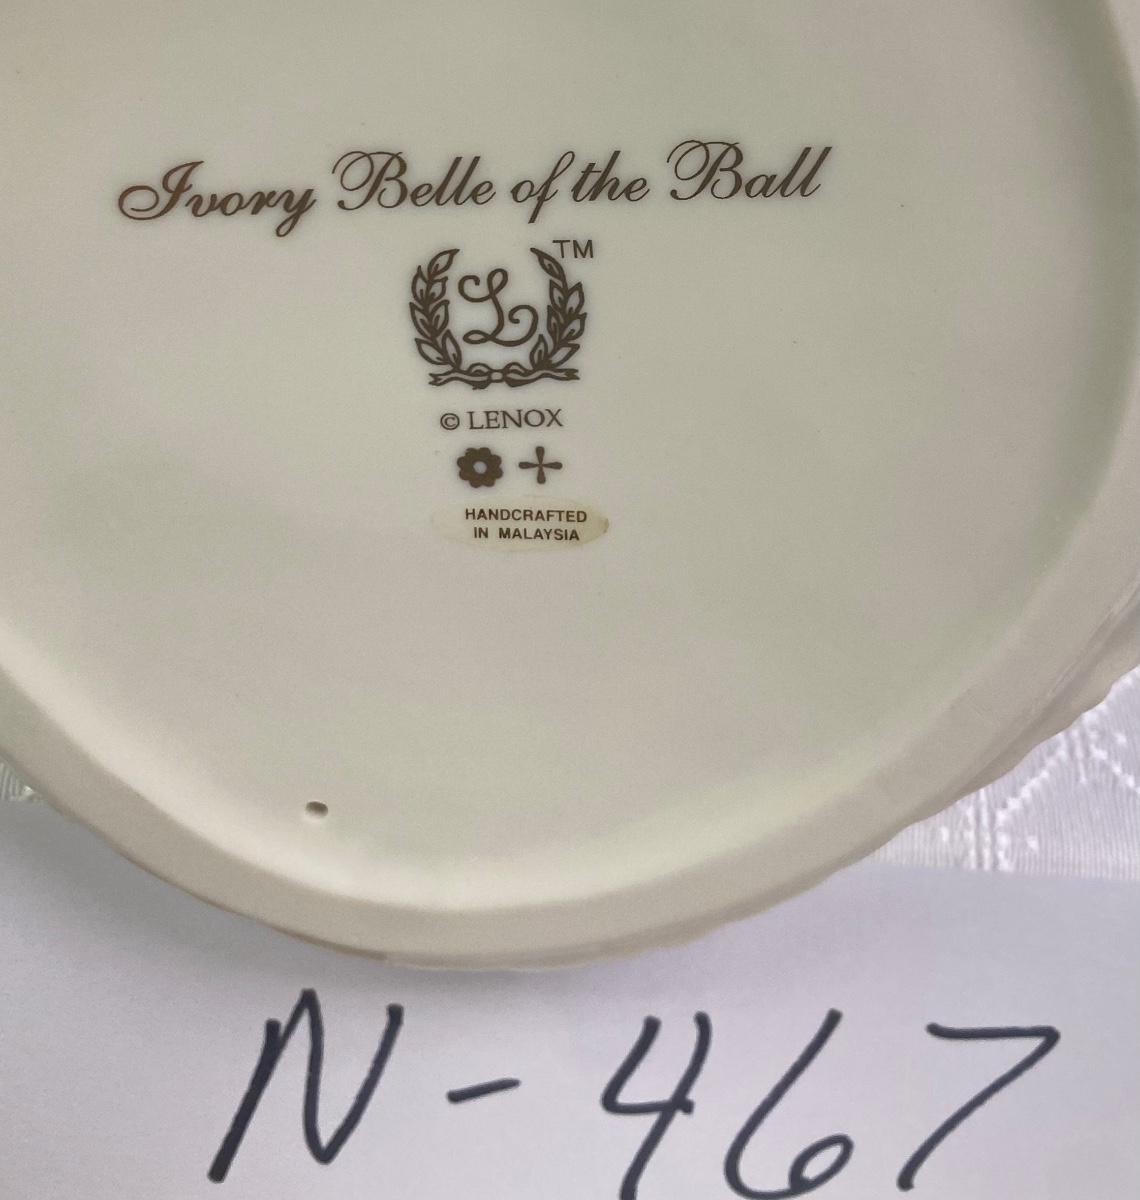 Ivory Belle of the Ball
TM
L
© LENOX
HANDCRAFTED
IN MALAYSIA
N-467